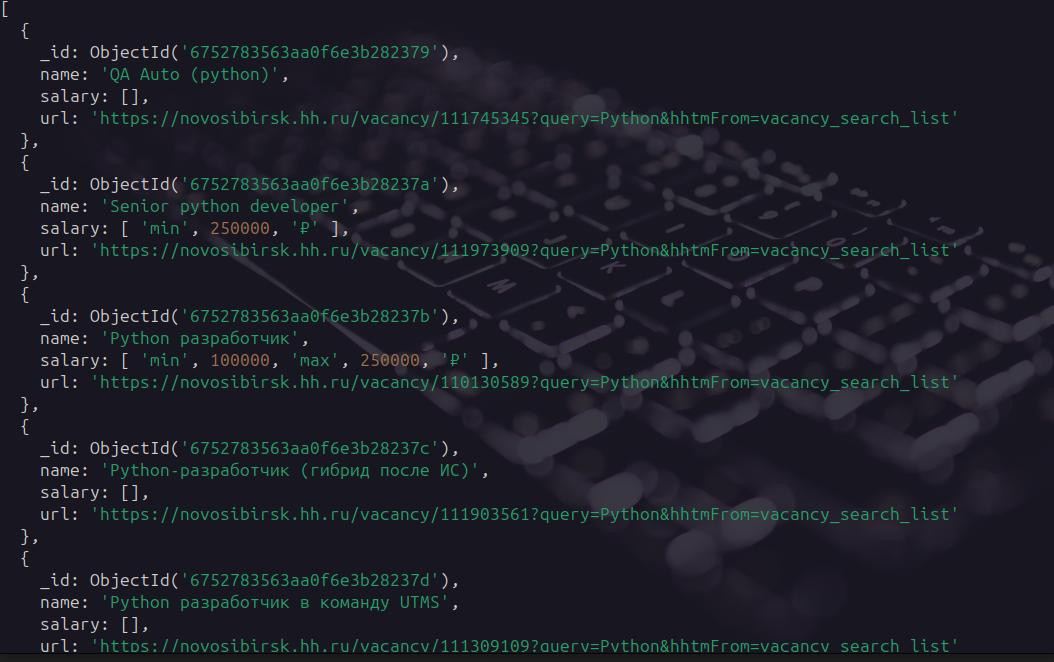 [
  {
    _id: ObjectId('6752783563aa0f6e3b282379'),
    name: 'QA Auto (python)',
    salary: [],
    url: 'https://novosibirsk.hh.ru/vacancy/111745345?query=Python&hhtmFrom=vacancy_search_list'
  },
  {
    _id: ObjectId('6752783563aa0f6e3b28237a'),
    name: 'Senior python developer',
    salary: [ 'min', 250000, '₽' ],
    url: 'https://novosibirsk.hh.ru/vacancy/111973909?query=Python&hhtmFrom=vacancy_search_list'
  },
  {
    _id: ObjectId('6752783563aa0f6e3b28237b'),
    name: 'Python разработчик',
    salary: [ 'min', 100000, 'max', 250000, '₽' ],
    url: 'https://novosibirsk.hh.ru/vacancy/110130589?query=Python&hhtmFrom=vacancy_search_list'
  },
  {
    _id: ObjectId('6752783563aa0f6e3b28237c'),
    name: 'Python-разработчик (гибрид после ИС)',
    salary: [],
    url: 'https://novosibirsk.hh.ru/vacancy/111903561?query=Python&hhtmFrom=vacancy_search_list'
  },
  {
    _id: ObjectId('6752783563aa0f6e3b28237d'),
    name: 'Python разработчик в команду UTMS',
    salary: [],
    url: 'https://novosibirsk.hh.ru/vacancy/111309109?query=Python&hhtmFrom=vacancy_search_list'